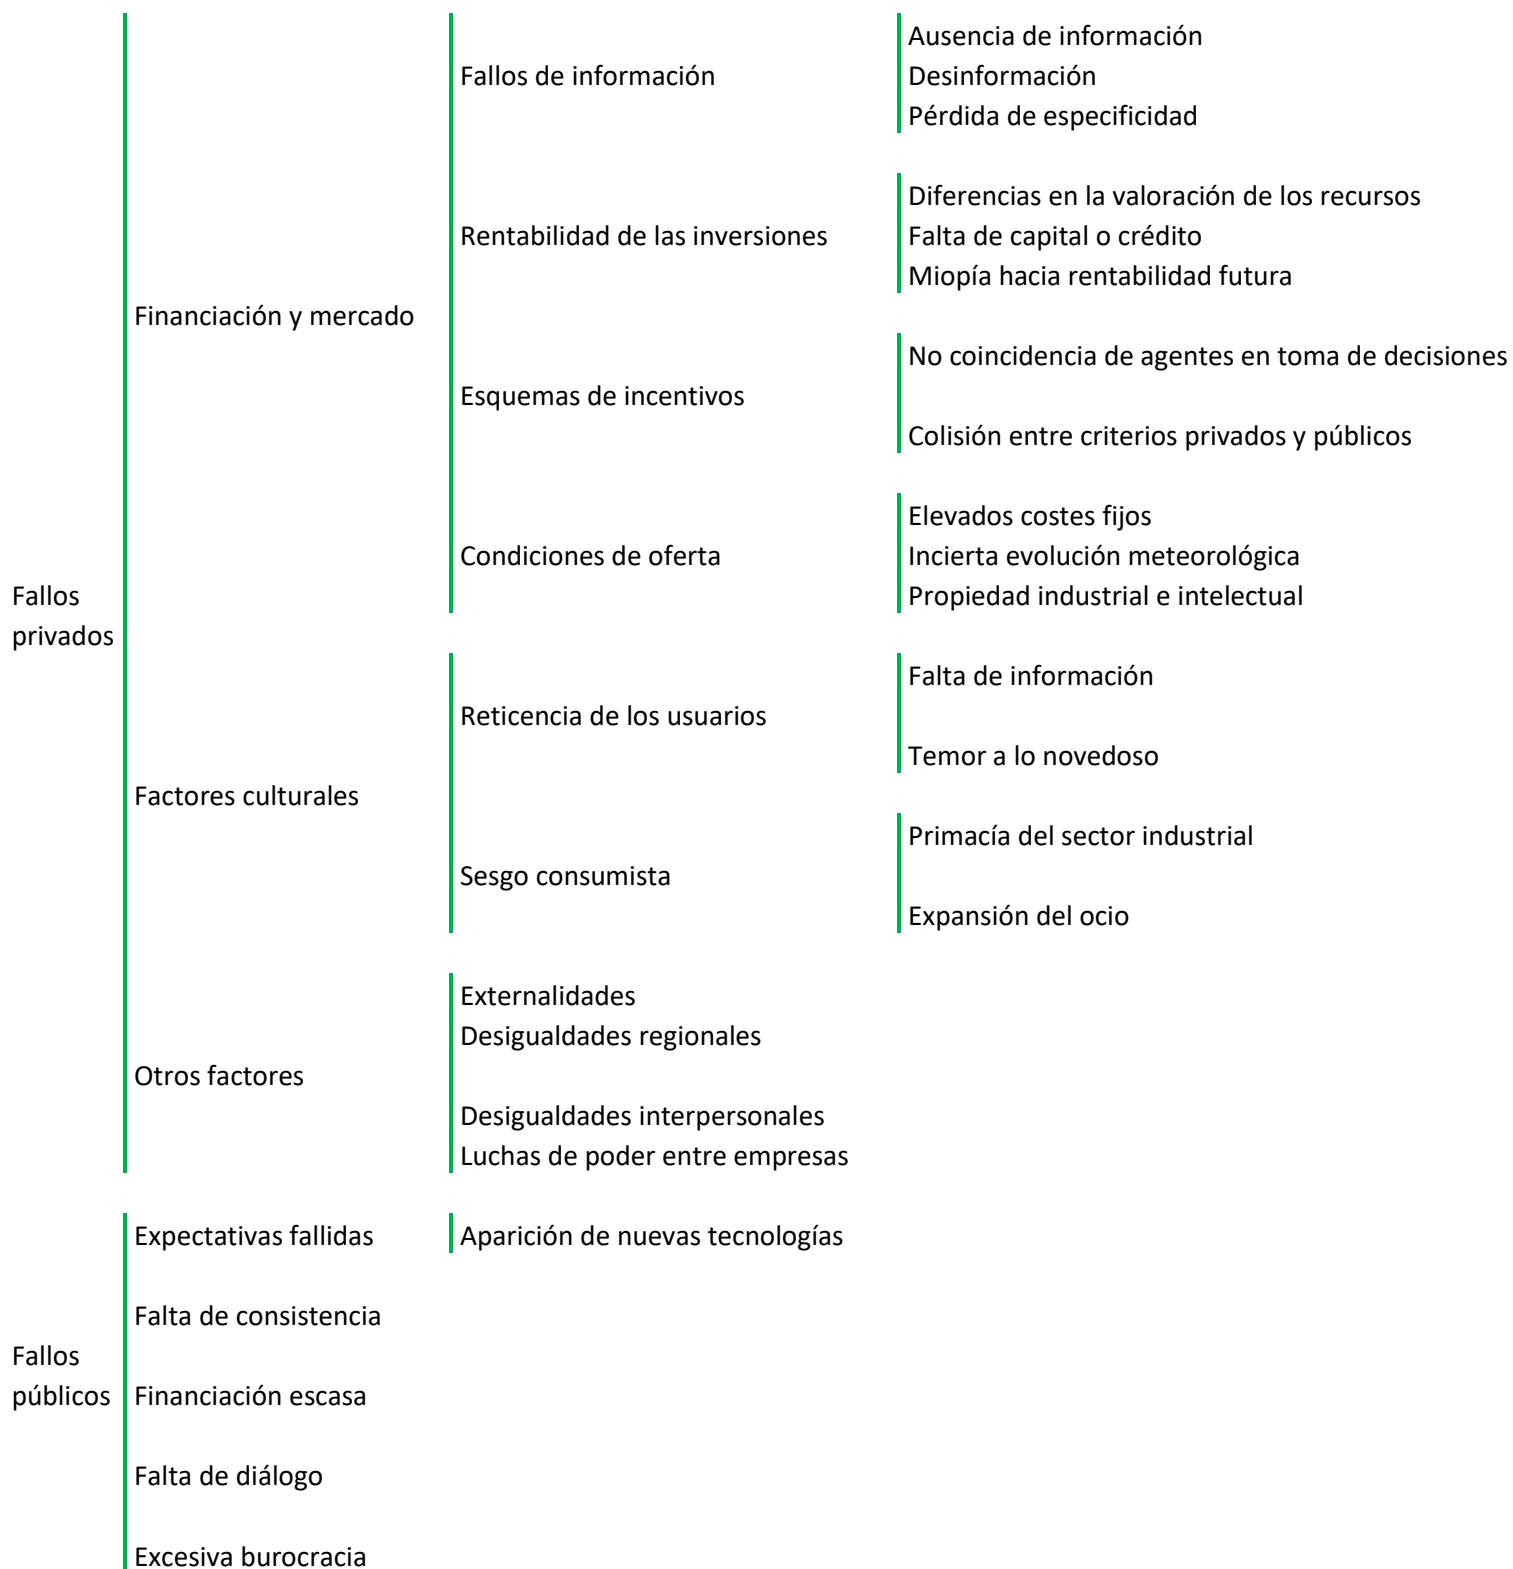 Fallos
privados
Financiación y mercado
Fallos de información
Ausencia de información
Desinformación
Pérdida de especificidad
Rentabilidad de las inversiones
Diferencias en la valoración de los recursos
Falta de capital o crédito
Miopía hacia rentabilidad futura
Esquemas de incentivos
No coincidencia de agentes en toma de decisiones
Colisión entre criterios privados y públicos
Condiciones de oferta
Elevados costes fijos
Incierta evolución meteorológica
Propiedad industrial e intelectual
Factores culturales
Reticencia de los usuarios
Falta de información
Temor a lo novedoso
Sesgo consumista
Primacía del sector industrial
Expansión del ocio
Otros factores
Externalidades
Desigualdades regionales
Desigualdades interpersonales
Luchas de poder entre empresas
Fallos
públicos
Expectativas fallidas
Aparición de nuevas tecnologías
Falta de consistencia
Financiación escasa
Falta de diálogo
Excesiva burocracia